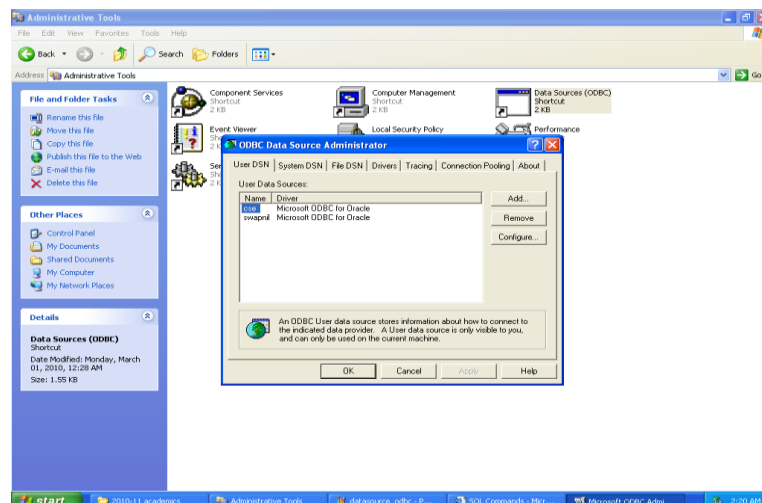 Administrative Tools
File Edit View Favorites Tools Help
Back Search Folders
Address Administrative Tools Go
File and Folder Tasks
Rename this file
Move this file
Copy this file
Publish this file to the Web
E-mail this file
Delete this file
Other Places
Control Panel
My Documents
Shared Documents
My Computer
My Network Places
Details
Data Sources (ODBC)
Shortcut
Date Modified: Monday, March
01, 2010, 12:28 AM
Size: 1.55 KB
Component Services
Shortcut
2 KB
Computer Management
Shortcut
2 KB
Data Sources (ODBC)
Shortcut
2 KB
Event Viewer
Local Security Policy
Performance
ODBC Data Source Administrator
User DSN System DSN File DSN Drivers Tracing Connection Pooling About
User Data Sources:
Name Driver
cse Microsoft ODBC for Oracle
swapnil Microsoft ODBC for Oracle
Add...
Remove
Configure...
An ODBC User data source stores information about how to connect to
the indicated data provider. A User data source is only visible to you,
and can only be used on the current machine.
OK Cancel Apply Help
start 2010-11 academics Administrative Tools datasource_odbc - P... SQL Commands - Micr... Microsoft ODBC Admi... 2:20 AM